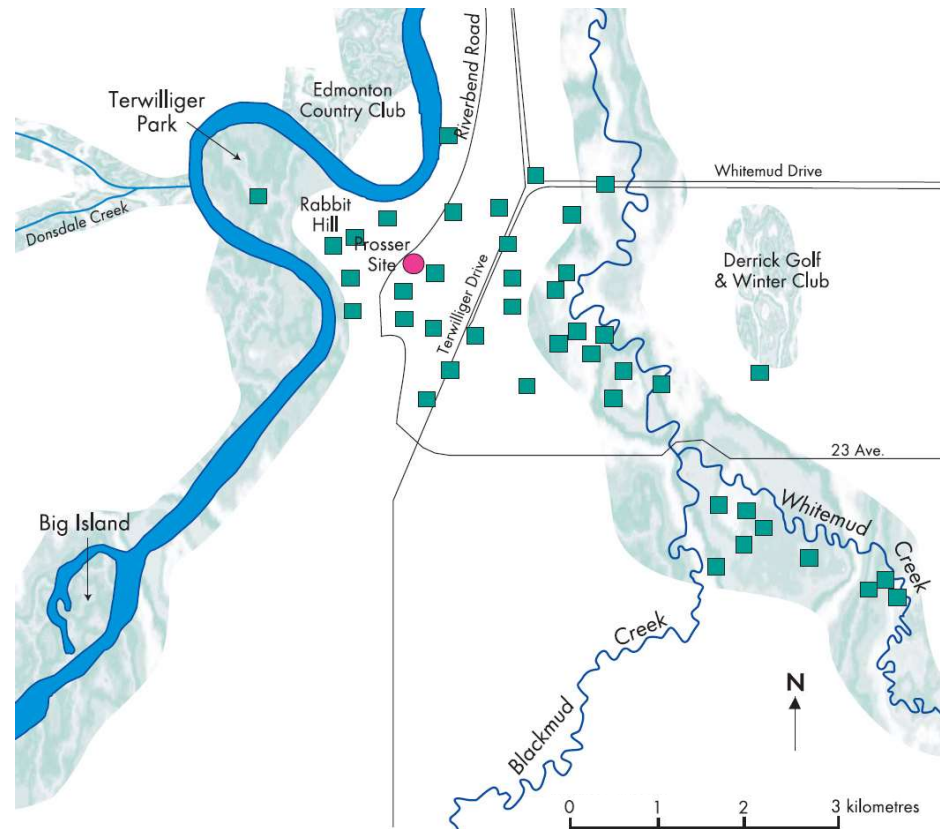 Edmonton
Country Club
Riverbend Road
Terwilliger
Park
Whitemud Drive
Donsdale Creek
Rabbit
Hill
Prosser
Site
Terwilliger Drive
Derrick Golf
& Winter Club
23 Ave.
Big Island
Whitemud
Creek
Blackmud
Creek
N
0 1 2 3 kilometres